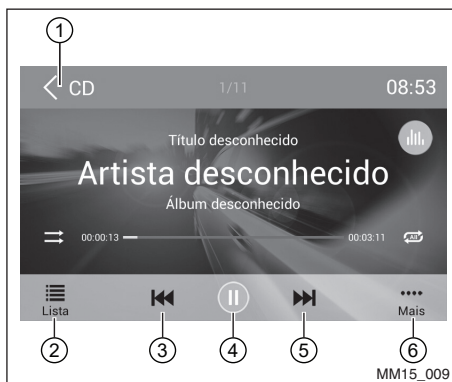 1
CD 1/11 08:53
Título desconhecido
Artista desconhecido
Álbum desconhecido
00:00:13 00:03:11 All
Lista Mais
2 3 4 5 6
MM15_009